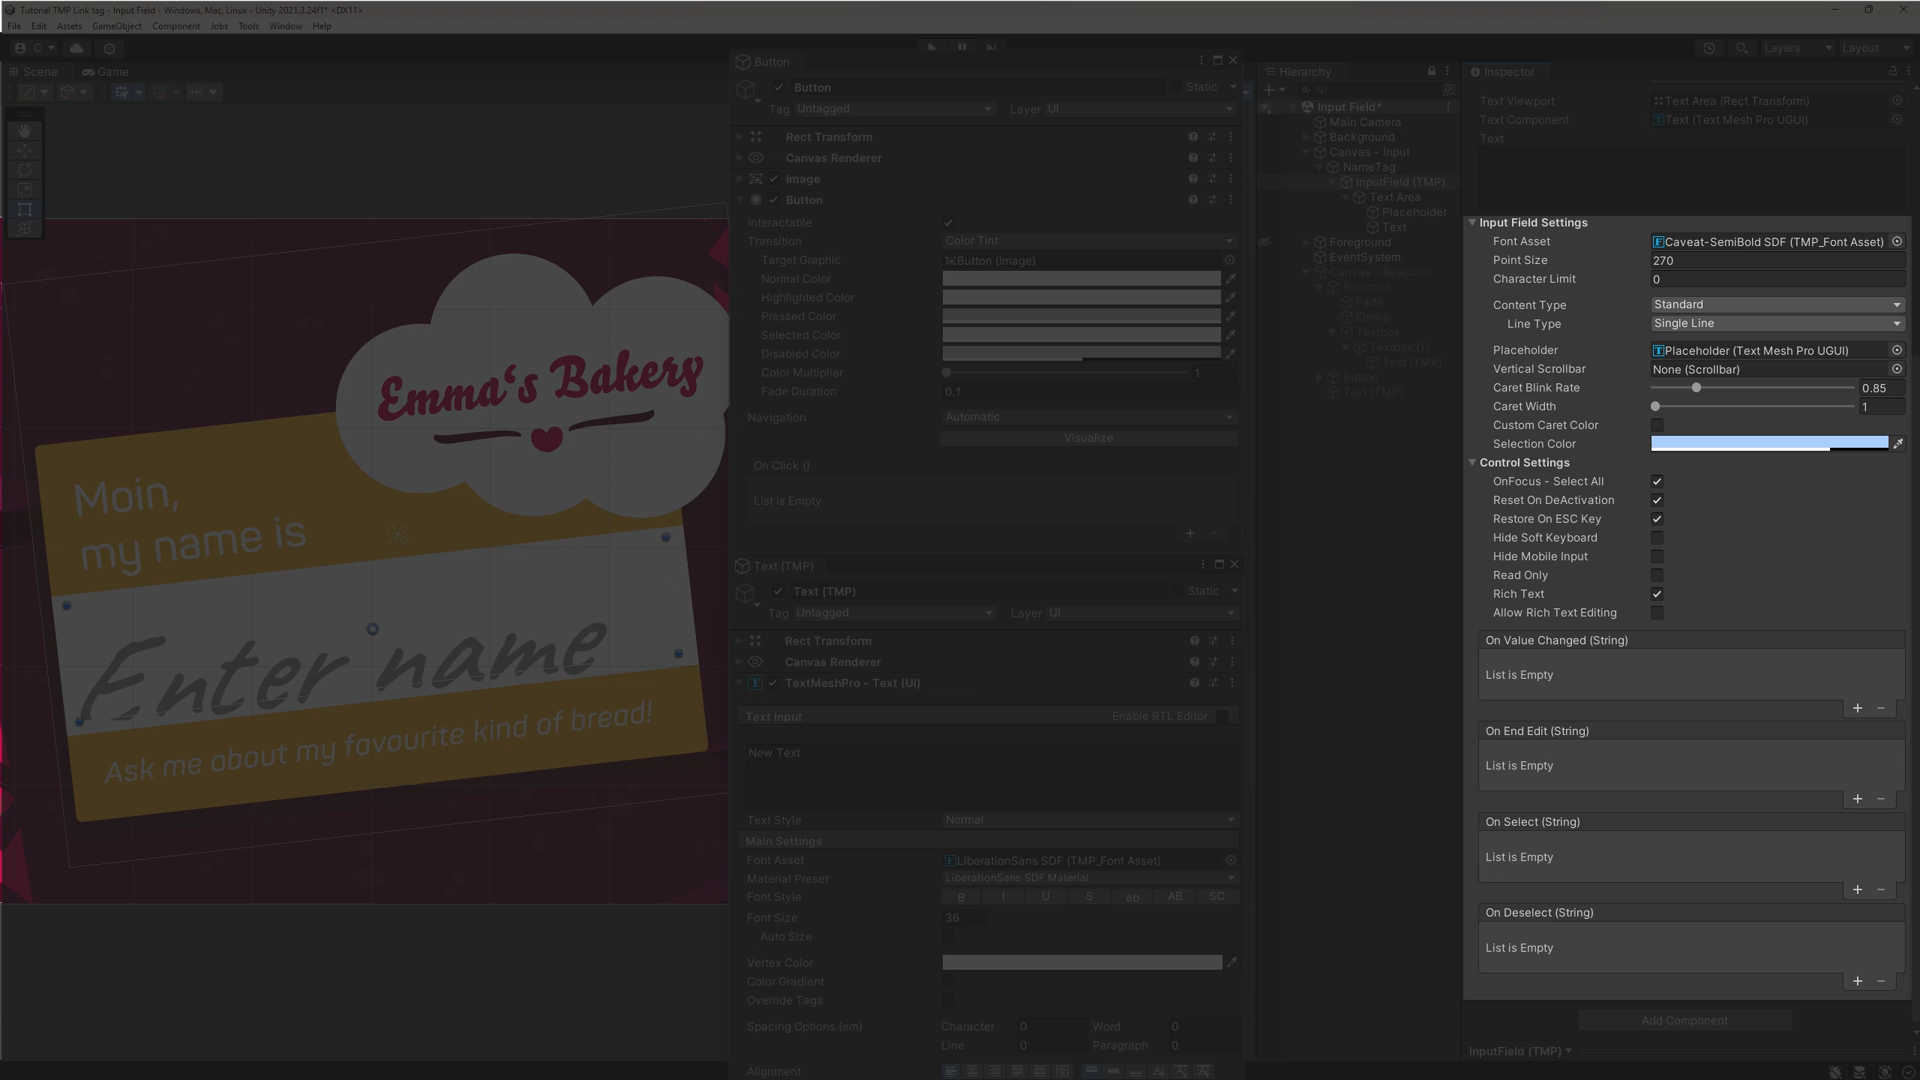 Tutorial TMP Link tag - Input Field - Windows, Mac, Linux - Unity 2021.3.24f1* <DX11>
File Edit Assets GameObject Component Jobs Tools Window Help
C
Layers Layout
Scene Game
Emma's Bakery
Moin,
my name is
Enter name
Ask me about my favourite kind of bread!
Button
Button Static
Tag Untagged Layer UI
Rect Transform
Canvas Renderer
Image
Button
Interactable
Transition Color Tint
Target Graphic Button (Image)
Normal Color
Highlighted Color
Pressed Color
Selected Color
Disabled Color
Color Multiplier 1
Fade Duration 0.1
Navigation Automatic
Visualize
On Click ()
List is Empty
+ −
Text (TMP)
Text (TMP) Static
Tag Untagged Layer UI
Rect Transform
Canvas Renderer
TextMeshPro - Text (UI)
Text Input Enable RTL Editor
New Text
Text Style Normal
Main Settings
Font Asset LiberationSans SDF (TMP_Font Asset)
Material Preset LiberationSans SDF Material
Font Style B I U S ab AB SC
Font Size 36
Auto Size
Vertex Color
Color Gradient
Override Tags
Spacing Options (em) Character 0 Word 0
Line 0 Paragraph 0
Alignment
Hierarchy
All
Input Field*
Main Camera
Background
Canvas - Input
NameTag
InputField (TMP)
Text Area
Placeholder
Text
Foreground
EventSystem
Canvas - Reaction
Reaction
Fade
Emma
Textbox
Textbox (1)
Text (TMP)
Button
Text (TMP)
Inspector
Text Viewport Text Area (Rect Transform)
Text Component Text (Text Mesh Pro UGUI)
Text
Input Field Settings
Font Asset Caveat-SemiBold SDF (TMP_Font Asset)
Point Size 270
Character Limit 0
Content Type Standard
Line Type Single Line
Placeholder Placeholder (Text Mesh Pro UGUI)
Vertical Scrollbar None (Scrollbar)
Caret Blink Rate 0.85
Caret Width 1
Custom Caret Color
Selection Color
Control Settings
OnFocus - Select All
Reset On DeActivation
Restore On ESC Key
Hide Soft Keyboard
Hide Mobile Input
Read Only
Rich Text
Allow Rich Text Editing
On Value Changed (String)
List is Empty
+ −
On End Edit (String)
List is Empty
+ −
On Select (String)
List is Empty
+ −
On Deselect (String)
List is Empty
+ −
Add Component
InputField (TMP)